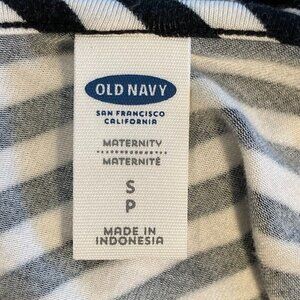 OLD NAVY
SAN FRANCISCO
CALIFORNIA
MATERNITY
MATERNITÉ
S
P
MADE IN
INDONESIA